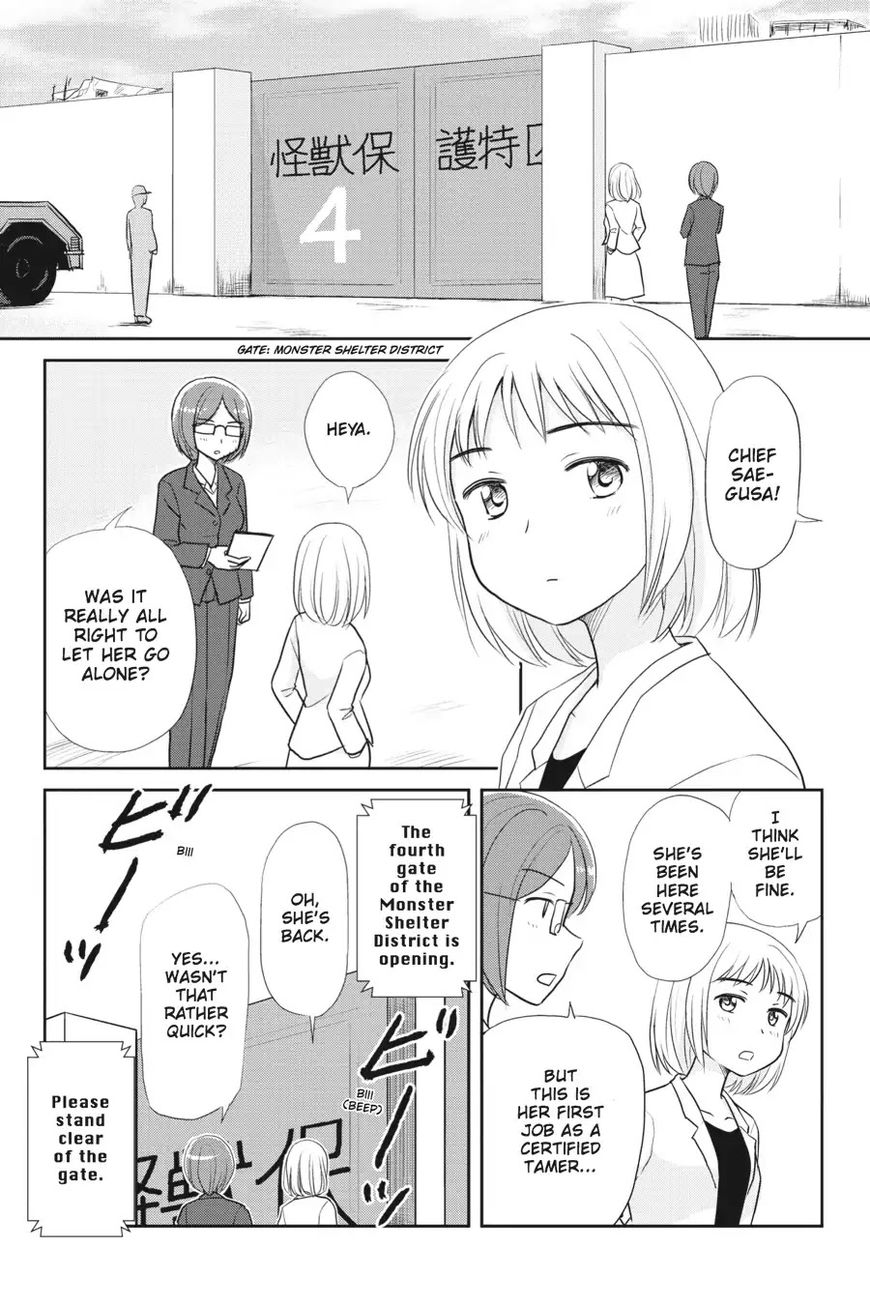 怪獣保 護特区
4
GATE: MONSTER SHELTER DISTRICT
CHIEF
SAE-
GUSA!
HEYA.
WAS IT
REALLY ALL
RIGHT TO
LET HER GO
ALONE?
I
THINK
SHE'LL
BE
FINE.
SHE'S
BEEN
HERE
SEVERAL
TIMES.
BUT
THIS IS
HER FIRST
JOB AS A
CERTIFIED
TAMER...
The
fourth
gate
of the
Monster
Shelter
District is
opening.
ビーッ
BIII
OH,
SHE'S
BACK.
YES...
WASN'T
THAT
RATHER
QUICK?
ビーッ
BIII
(BEEP)
Please
stand
clear
of the
gate.
怪獣保